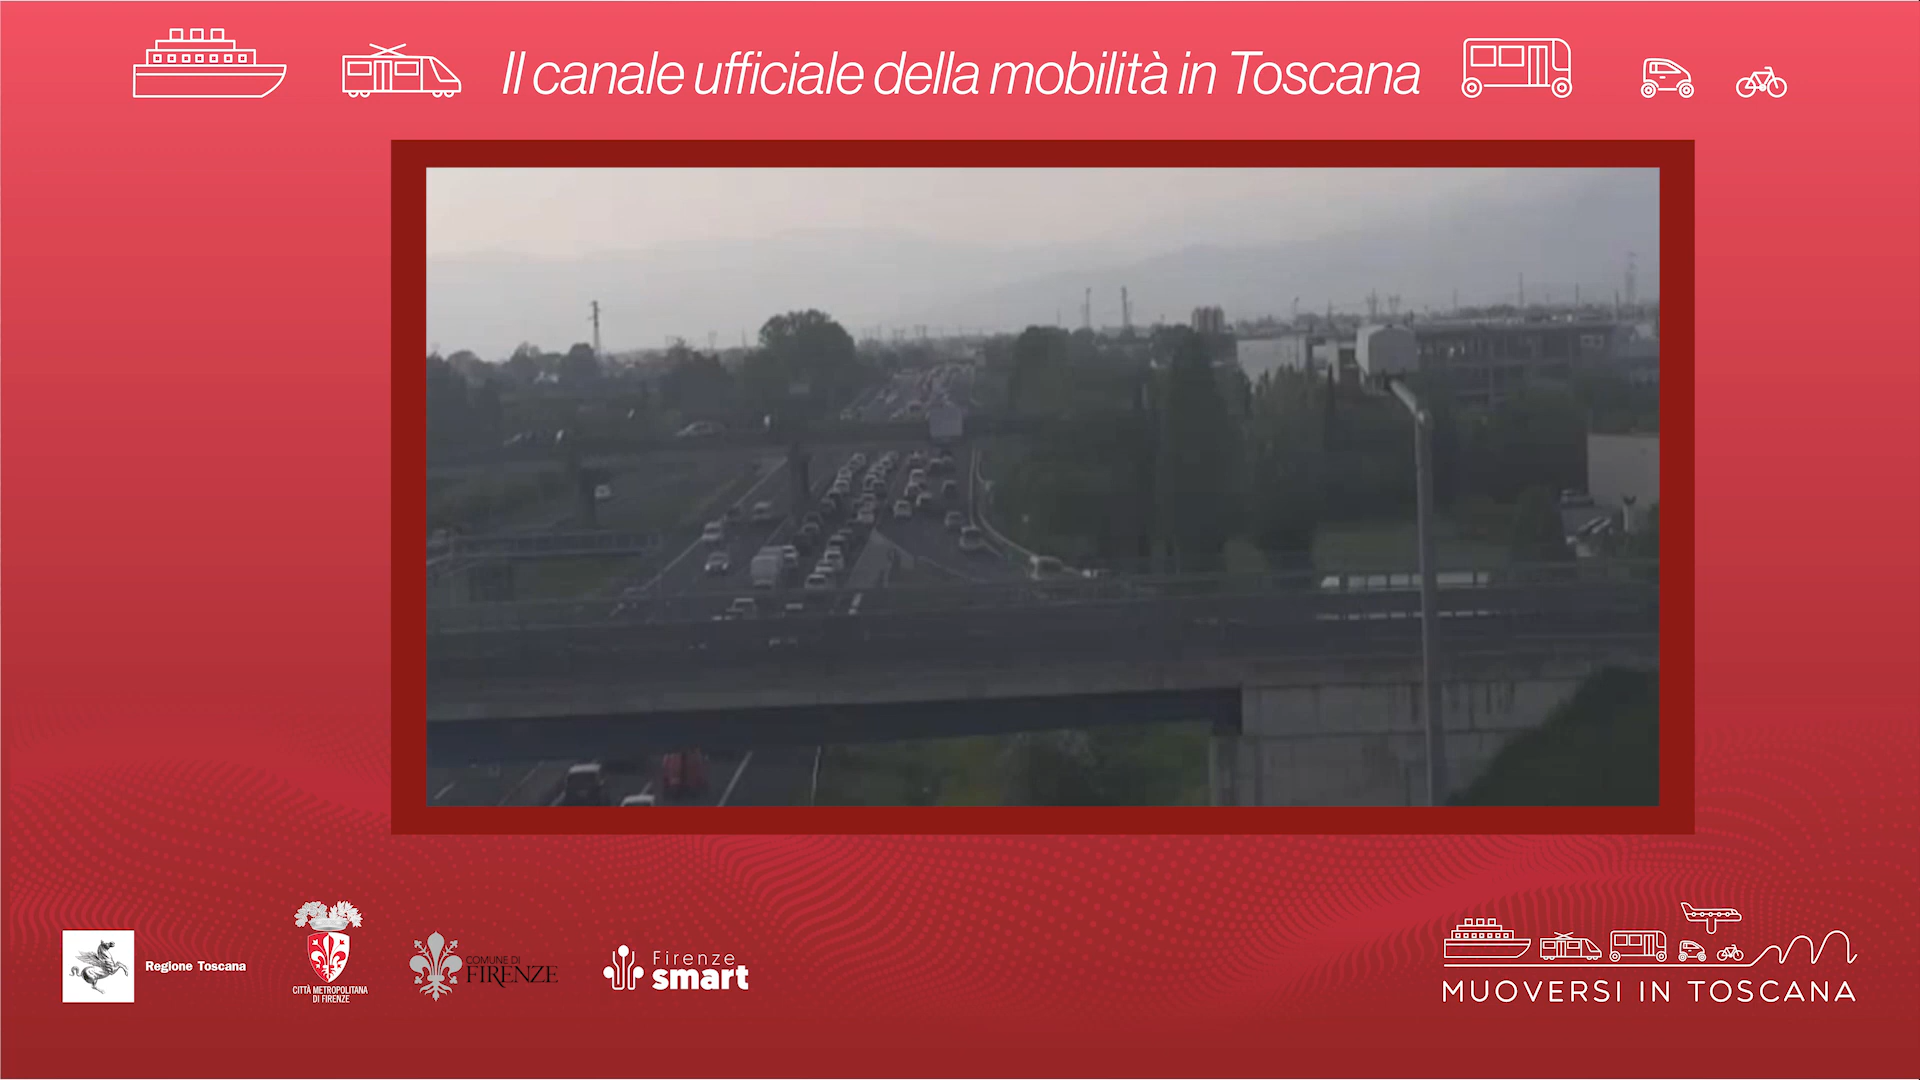 Il canale ufficiale della mobilità in Toscana
Regione Toscana
CITTÀ METROPOLITANA
DI FIRENZE
COMUNE DI
FIRENZE
Firenze
smart
MUOVERSI IN TOSCANA